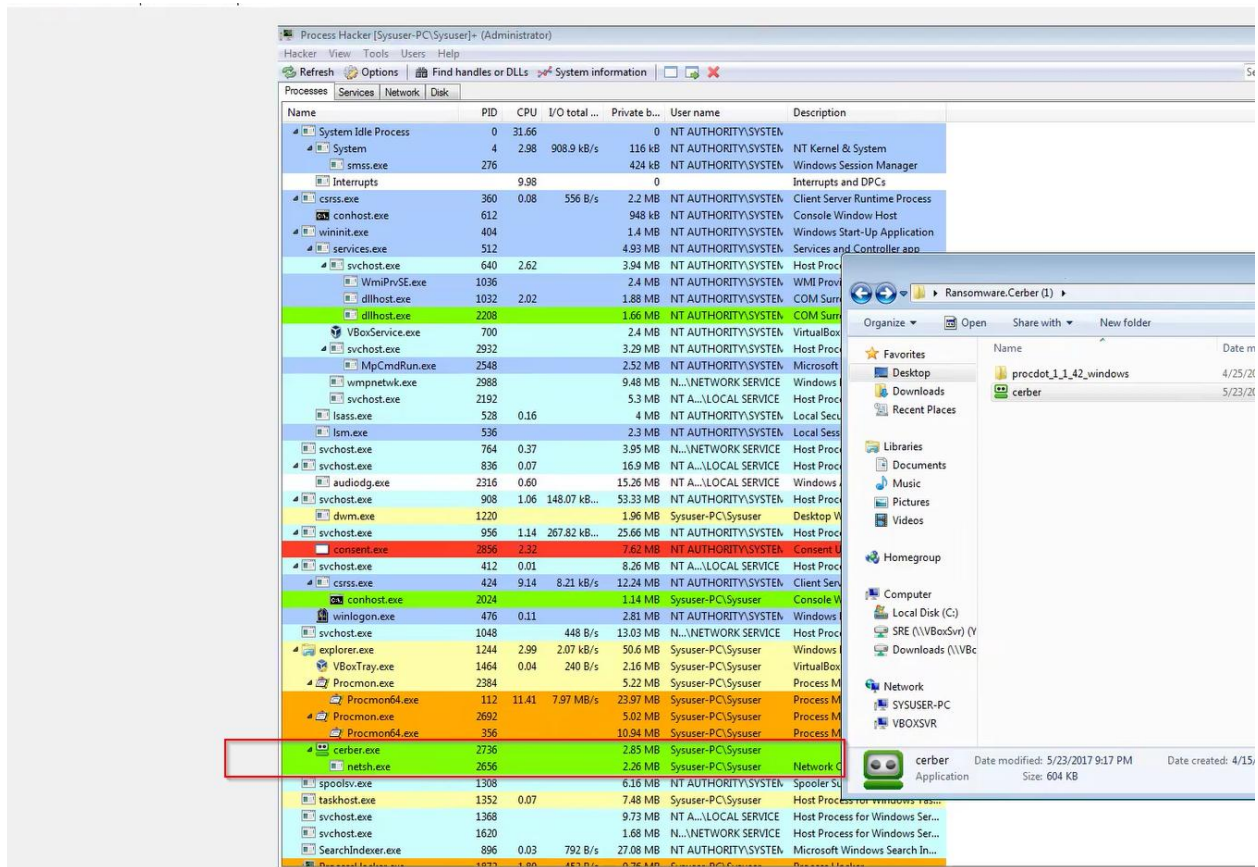 Process Hacker [Sysuser-PC\Sysuser]+ (Administrator)
Hacker View Tools Users Help
Refresh Options Find handles or DLLs System information
Processes Services Network Disk
Name PID CPU I/O total ... Private b... User name Description
System Idle Process 0 31.66 0 NT AUTHORITY\SYSTEM
System 4 2.98 908.9 kB/s 116 kB NT AUTHORITY\SYSTEM NT Kernel & System
smss.exe 276 424 kB NT AUTHORITY\SYSTEM Windows Session Manager
Interrupts 9.98 0 Interrupts and DPCs
csrss.exe 360 0.08 556 B/s 2.2 MB NT AUTHORITY\SYSTEM Client Server Runtime Process
conhost.exe 612 948 kB NT AUTHORITY\SYSTEM Console Window Host
wininit.exe 404 1.4 MB NT AUTHORITY\SYSTEM Windows Start-Up Application
services.exe 512 4.93 MB NT AUTHORITY\SYSTEM Services and Controller app
svchost.exe 640 2.62 3.94 MB NT AUTHORITY\SYSTEM Host Proc
WmiPrvSE.exe 1036 2.4 MB NT AUTHORITY\SYSTEM WMI Provi
dllhost.exe 1032 2.02 1.88 MB NT AUTHORITY\SYSTEM COM Surr
dllhost.exe 2208 1.66 MB NT AUTHORITY\SYSTEM COM Surr
VBoxService.exe 700 2.4 MB NT AUTHORITY\SYSTEM VirtualBox
svchost.exe 2932 3.29 MB NT AUTHORITY\SYSTEM Host Proc
MpCmdRun.exe 2548 2.52 MB NT AUTHORITY\SYSTEM Microsoft
wmpnetwk.exe 2988 9.48 MB N...\NETWORK SERVICE Windows
svchost.exe 2192 5.3 MB NT A...\LOCAL SERVICE Host Proc
lsass.exe 528 0.16 4 MB NT AUTHORITY\SYSTEM Local Secu
lsm.exe 536 2.3 MB NT AUTHORITY\SYSTEM Local Sess
svchost.exe 764 0.37 3.95 MB N...\NETWORK SERVICE Host Proc
svchost.exe 836 0.07 16.9 MB NT A...\LOCAL SERVICE Host Proc
audiodg.exe 2316 0.60 15.26 MB NT A...\LOCAL SERVICE Windows
svchost.exe 908 1.06 148.07 kB... 53.33 MB NT AUTHORITY\SYSTEM Host Proc
dwm.exe 1220 1.96 MB Sysuser-PC\Sysuser Desktop W
svchost.exe 956 1.14 267.82 kB... 25.66 MB NT AUTHORITY\SYSTEM Host Proc
consent.exe 2856 2.32 7.62 MB NT AUTHORITY\SYSTEM Consent U
svchost.exe 412 0.01 8.26 MB NT A...\LOCAL SERVICE Host Proc
csrss.exe 424 9.14 8.21 kB/s 12.24 MB NT AUTHORITY\SYSTEM Client Serv
conhost.exe 2024 1.14 MB Sysuser-PC\Sysuser Console W
winlogon.exe 476 0.11 2.81 MB NT AUTHORITY\SYSTEM Windows
svchost.exe 1048 448 B/s 13.03 MB N...\NETWORK SERVICE Host Proc
explorer.exe 1244 2.99 2.07 kB/s 50.6 MB Sysuser-PC\Sysuser Windows
VBoxTray.exe 1464 0.04 240 B/s 2.16 MB Sysuser-PC\Sysuser VirtualBox
Procmon.exe 2384 5.22 MB Sysuser-PC\Sysuser Process M
Procmon64.exe 112 11.41 7.97 MB/s 23.97 MB Sysuser-PC\Sysuser Process M
Procmon.exe 2692 5.02 MB Sysuser-PC\Sysuser Process M
Procmon64.exe 356 10.94 MB Sysuser-PC\Sysuser Process M
cerber.exe 2736 2.85 MB Sysuser-PC\Sysuser
netsh.exe 2656 2.26 MB Sysuser-PC\Sysuser Network C
spoolsv.exe 1308 6.16 MB NT AUTHORITY\SYSTEM Spooler Su
taskhost.exe 1352 0.07 7.48 MB Sysuser-PC\Sysuser Host Process for Windows Tas...
svchost.exe 1368 9.73 MB NT A...\LOCAL SERVICE Host Process for Windows Ser...
svchost.exe 1620 1.68 MB N...\NETWORK SERVICE Host Process for Windows Ser...
SearchIndexer.exe 896 0.03 792 B/s 27.08 MB NT AUTHORITY\SYSTEM Microsoft Windows Search In...
Ransomware.Cerber (1)
Organize Open Share with New folder
Name Date m
procdot_1_1_42_windows 4/25/20
cerber 5/23/20
Favorites
Desktop
Downloads
Recent Places
Libraries
Documents
Music
Pictures
Videos
Homegroup
Computer
Local Disk (C:)
SRE (\\VBoxSvr) (Y
Downloads (\\VBc
Network
SYSUSER-PC
VBOXSVR
cerber Date modified: 5/23/2017 9:17 PM Date created: 4/15/
Application Size: 604 KB